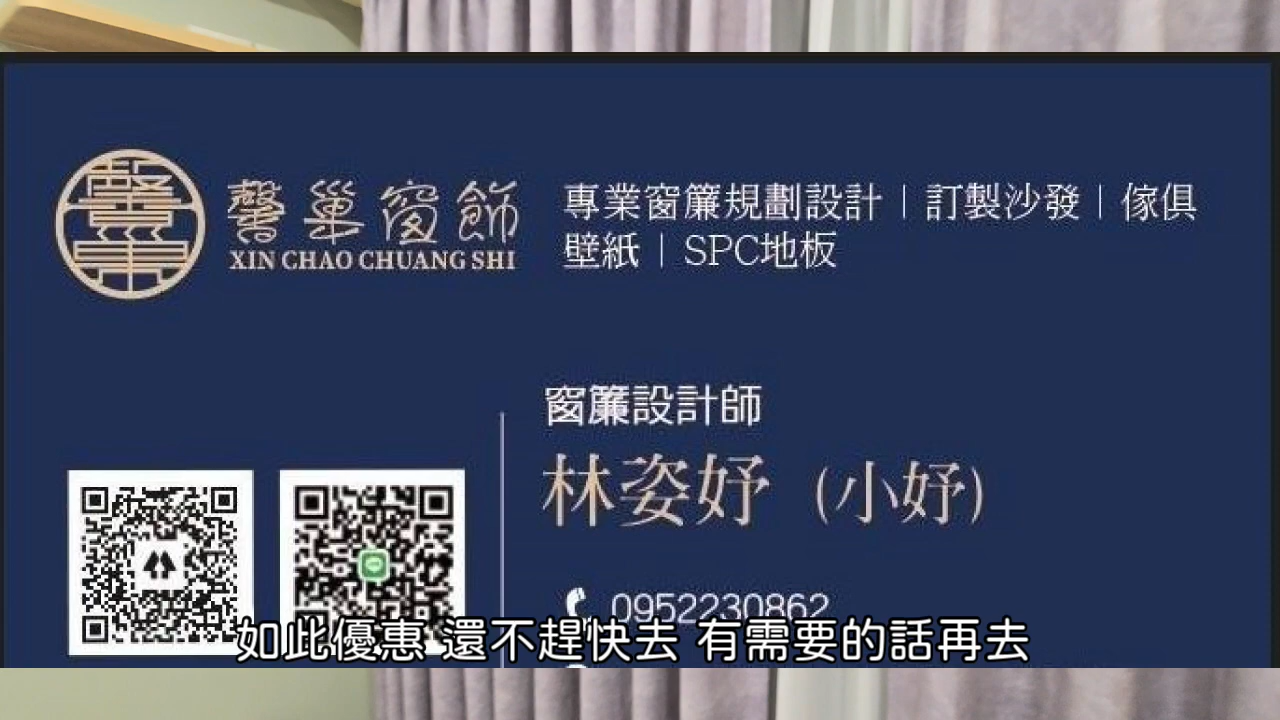 馨巢窗飾
XIN CHAO CHUANG SHI
專業窗簾規劃設計｜訂製沙發｜傢俱
壁紙｜SPC地板
窗簾設計師
林姿妤（小妤）
0952230862
如此優惠 還不趕快去 有需要的話再去